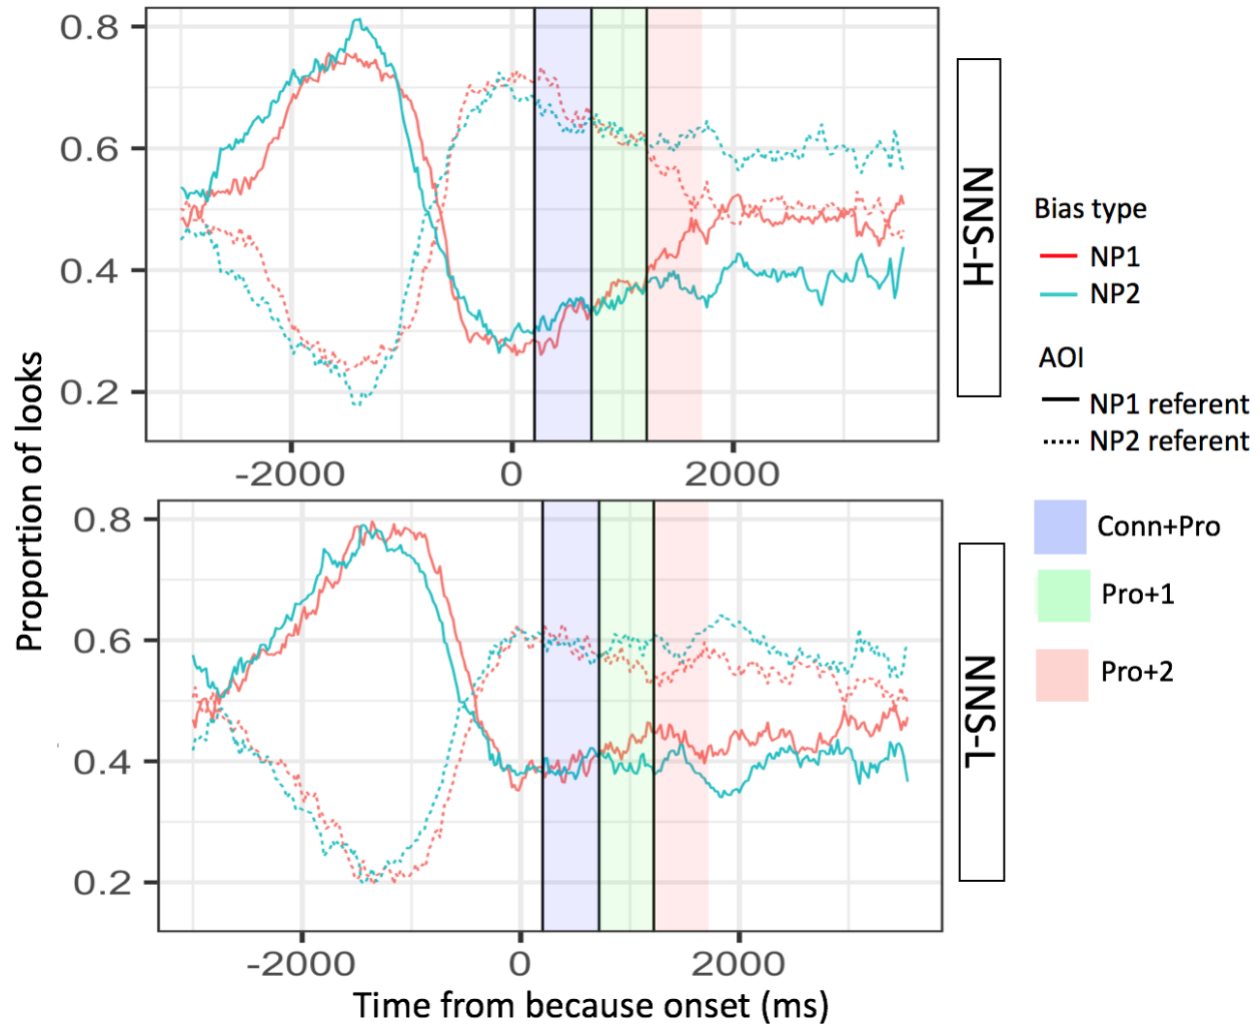 Proportion of looks
0.8
0.6
0.4
0.2
-2000
0
2000
NNS-H
0.8
0.6
0.4
0.2
-2000
0
2000
NNS-L
Time from because onset (ms)
Bias type
NP1
NP2
AOI
NP1 referent
NP2 referent
Conn+Pro
Pro+1
Pro+2